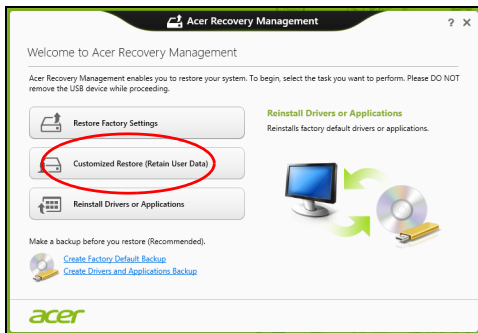 Acer Recovery Management
? ×
Welcome to Acer Recovery Management
Acer Recovery Management enables you to restore your system. To begin, select the task you want to perform. Please DO NOT
remove the USB device while proceeding.
Restore Factory Settings
Customized Restore (Retain User Data)
Reinstall Drivers or Applications
Reinstall Drivers or Applications
Reinstalls factory default drivers or applications.
Make a backup before you restore (Recommended).
Create Factory Default Backup
Create Drivers and Applications Backup
acer